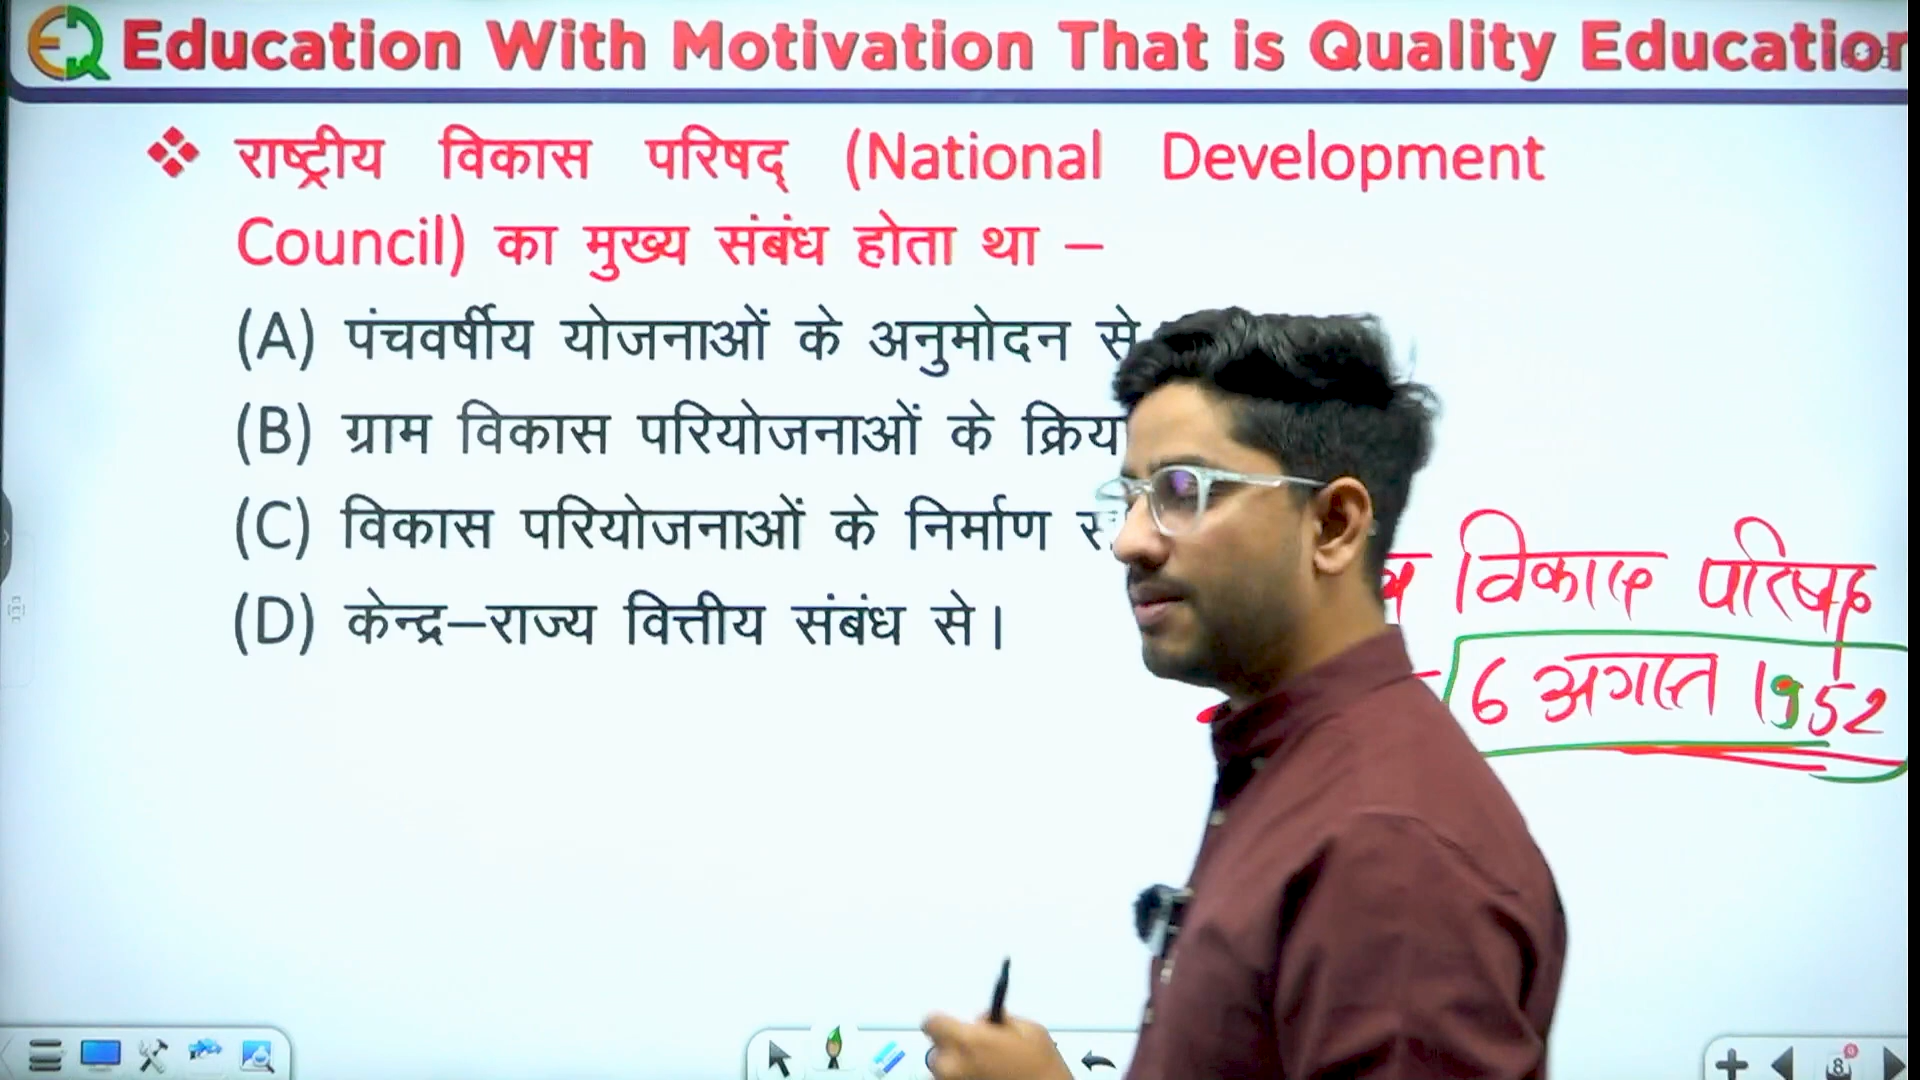 Education With Motivation That is Quality Education
❖ राष्ट्रीय विकास परिषद् (National Development
Council) का मुख्य संबंध होता था –
(A) पंचवर्षीय योजनाओं के अनुमोदन से
(B) ग्राम विकास परियोजनाओं के
(C) विकास परियोजनाओं के निर्माण
(D) केन्द्र–राज्य वित्तीय संबंध से।
विकास परिषद
6 अगस्त 1952